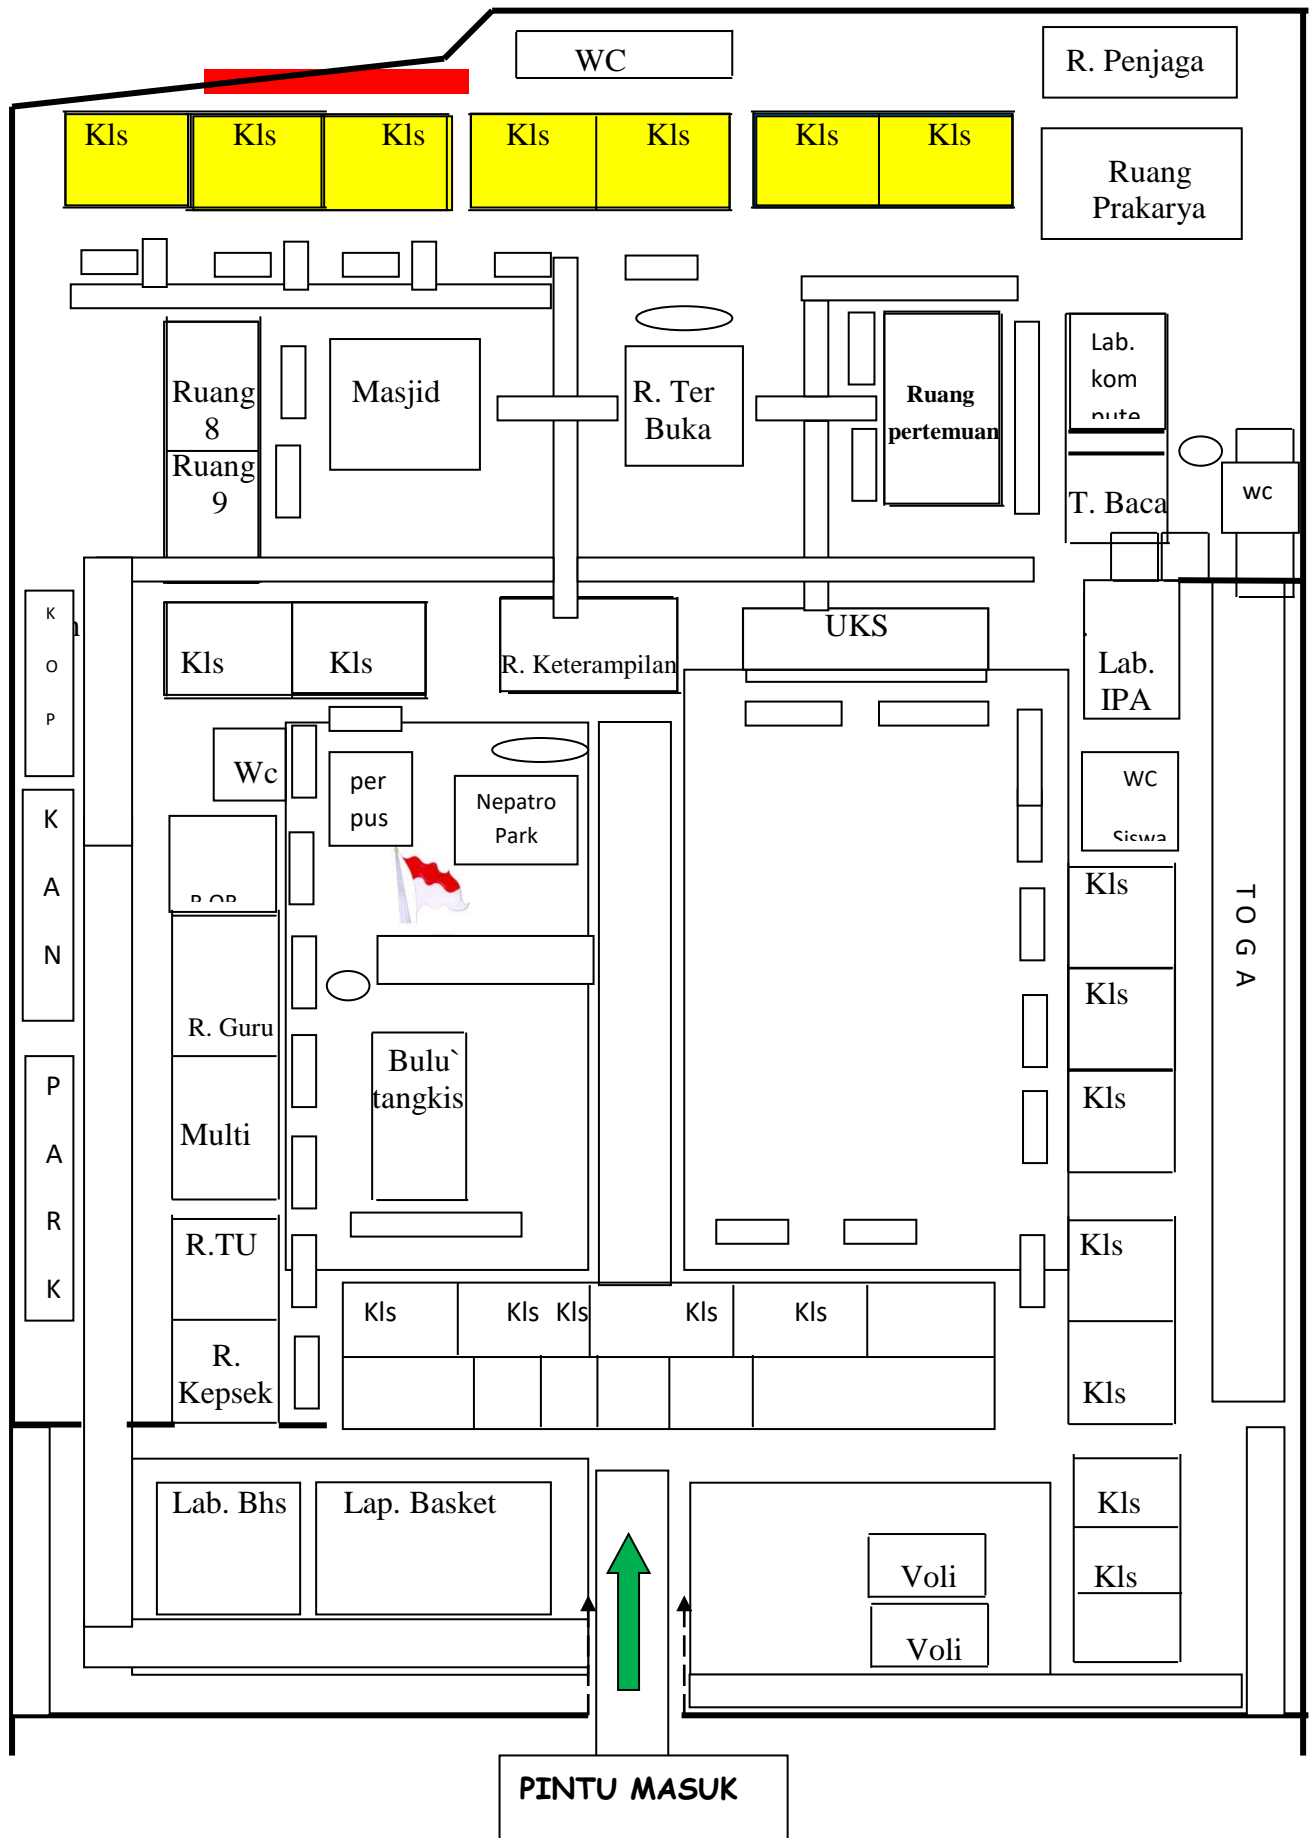 WC
R. Penjaga
Kls
Kls
Kls
Kls
Kls
Kls
Kls
Ruang
Prakarya
Ruang
8
Masjid
R. Ter
Buka
Ruang
pertemuan
Lab.
kom
pute
Ruang
9
T. Baca
wc
K
O
P
Kls
Kls
R. Keterampilan
UKS
Lab.
IPA
Wc
per
pus
Nepatro
Park
WC
Siswa
K
A
N
Kls
T O G A
Kls
R. Guru
P
A
R
K
Bulu`
tangkis
Kls
Multi
R.TU
Kls
Kls
Kls
Kls
Kls
Kls
R.
Kepsek
Kls
Lab. Bhs
Lap. Basket
Kls
Voli
Kls
Voli
PINTU MASUK